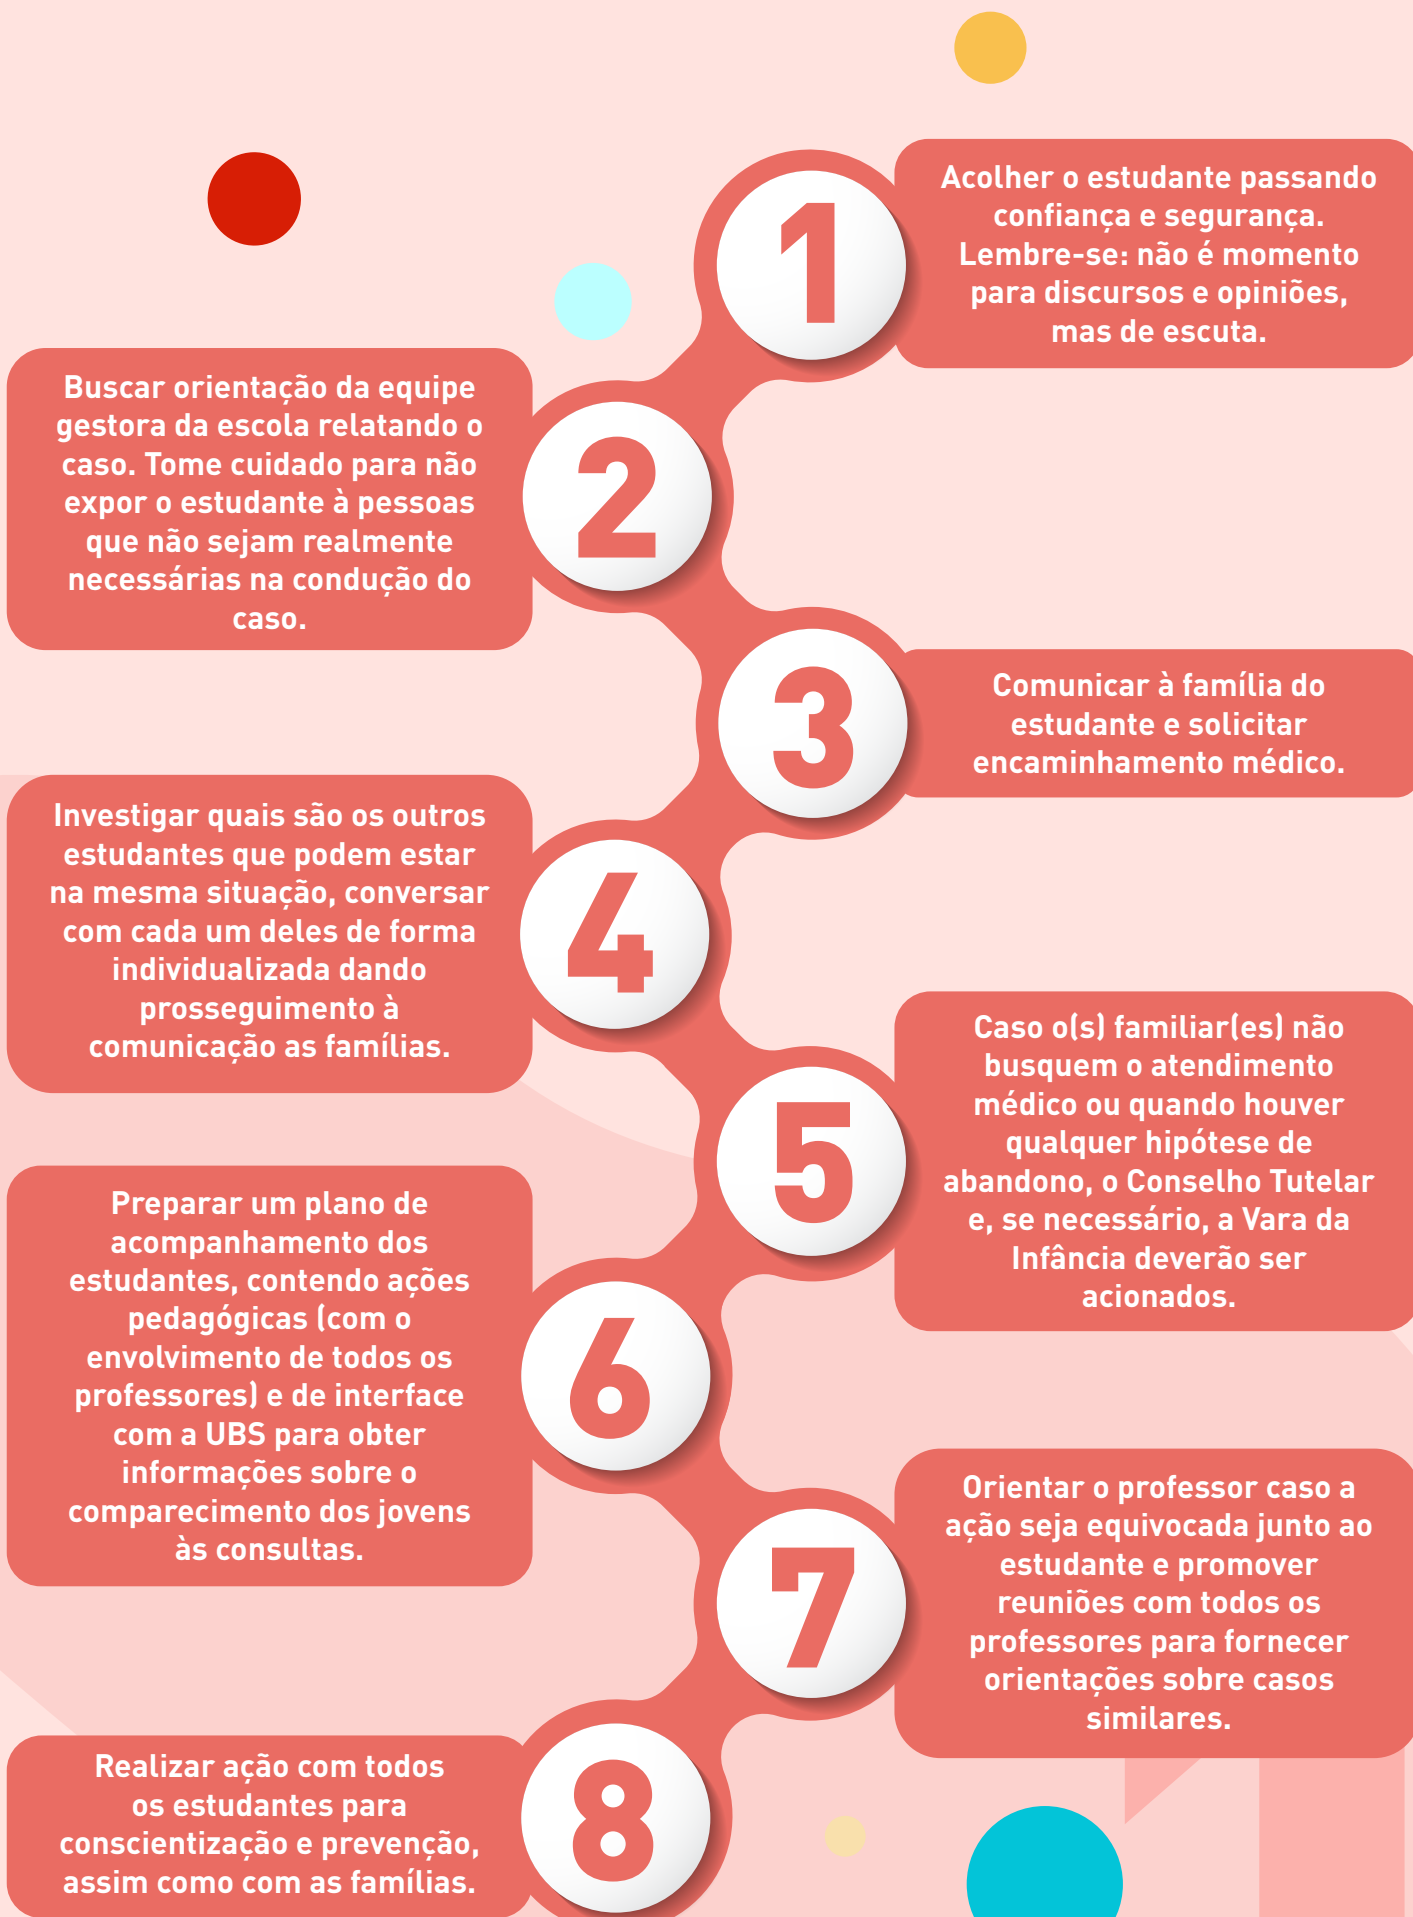 1
Acolher o estudante passando
confiança e segurança.
Lembre-se: não é momento
para discursos e opiniões,
mas de escuta.
2
Buscar orientação da equipe
gestora da escola relatando o
caso. Tome cuidado para não
expor o estudante à pessoas
que não sejam realmente
necessárias na condução do
caso.
3
Comunicar à família do
estudante e solicitar
encaminhamento médico.
4
Investigar quais são os outros
estudantes que podem estar
na mesma situação, conversar
com cada um deles de forma
individualizada dando
prosseguimento à
comunicação as famílias.
5
Caso o(s) familiar(es) não
busquem o atendimento
médico ou quando houver
qualquer hipótese de
abandono, o Conselho Tutelar
e, se necessário, a Vara da
Infância deverão ser
acionados.
6
Preparar um plano de
acompanhamento dos
estudantes, contendo ações
pedagógicas (com o
envolvimento de todos os
professores) e de interface
com a UBS para obter
informações sobre o
comparecimento dos jovens
às consultas.
7
Orientar o professor caso a
ação seja equivocada junto ao
estudante e promover
reuniões com todos os
professores para fornecer
orientações sobre casos
similares.
8
Realizar ação com todos
os estudantes para
conscientização e prevenção,
assim como com as famílias.